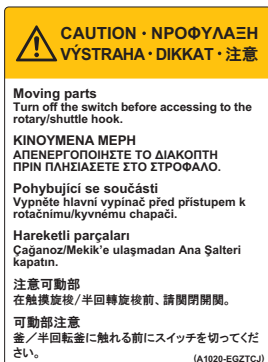 CAUTION・ΝΡΟΦΥΛΑΞΗ
VÝSTRAHA・DIKKAT・注意
Moving parts
Turn off the switch before accessing to the
rotary/shuttle hook.
ΚΙΝΟΥΜΕΝΑ ΜΕΡΗ
ΑΠΕΝΕΡΓΟΠΟΙΗΣΤΕ ΤΟ ΔΙΑΚΟΠΤΗ
ΠΡΙΝ ΠΛΗΣΙΑΣΕΤΕ ΣΤΟ ΣΤΡΟΦΑΛΟ.
Pohybující se součásti
Vypněte hlavní vypínač před přístupem k
rotačnímu/kyvnému chapači.
Hareketli parçaları
Çağanoz/Mekik'e ulaşmadan Ana Şalteri
kapatın.
注意可動部
在触摸旋梭/半回轉旋梭前、請関閉開関。
可動部注意
釜／半回転釜に触れる前にスイッチを切ってくだ
さい。
(A1020-EGZTCJ)